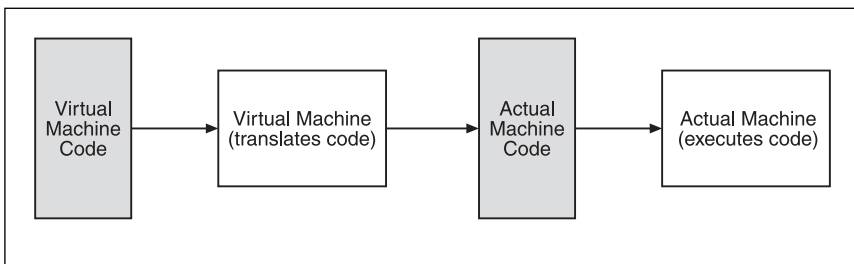 Virtual
Machine
Code
Virtual Machine
(translates code)
Actual
Machine
Code
Actual Machine
(executes code)